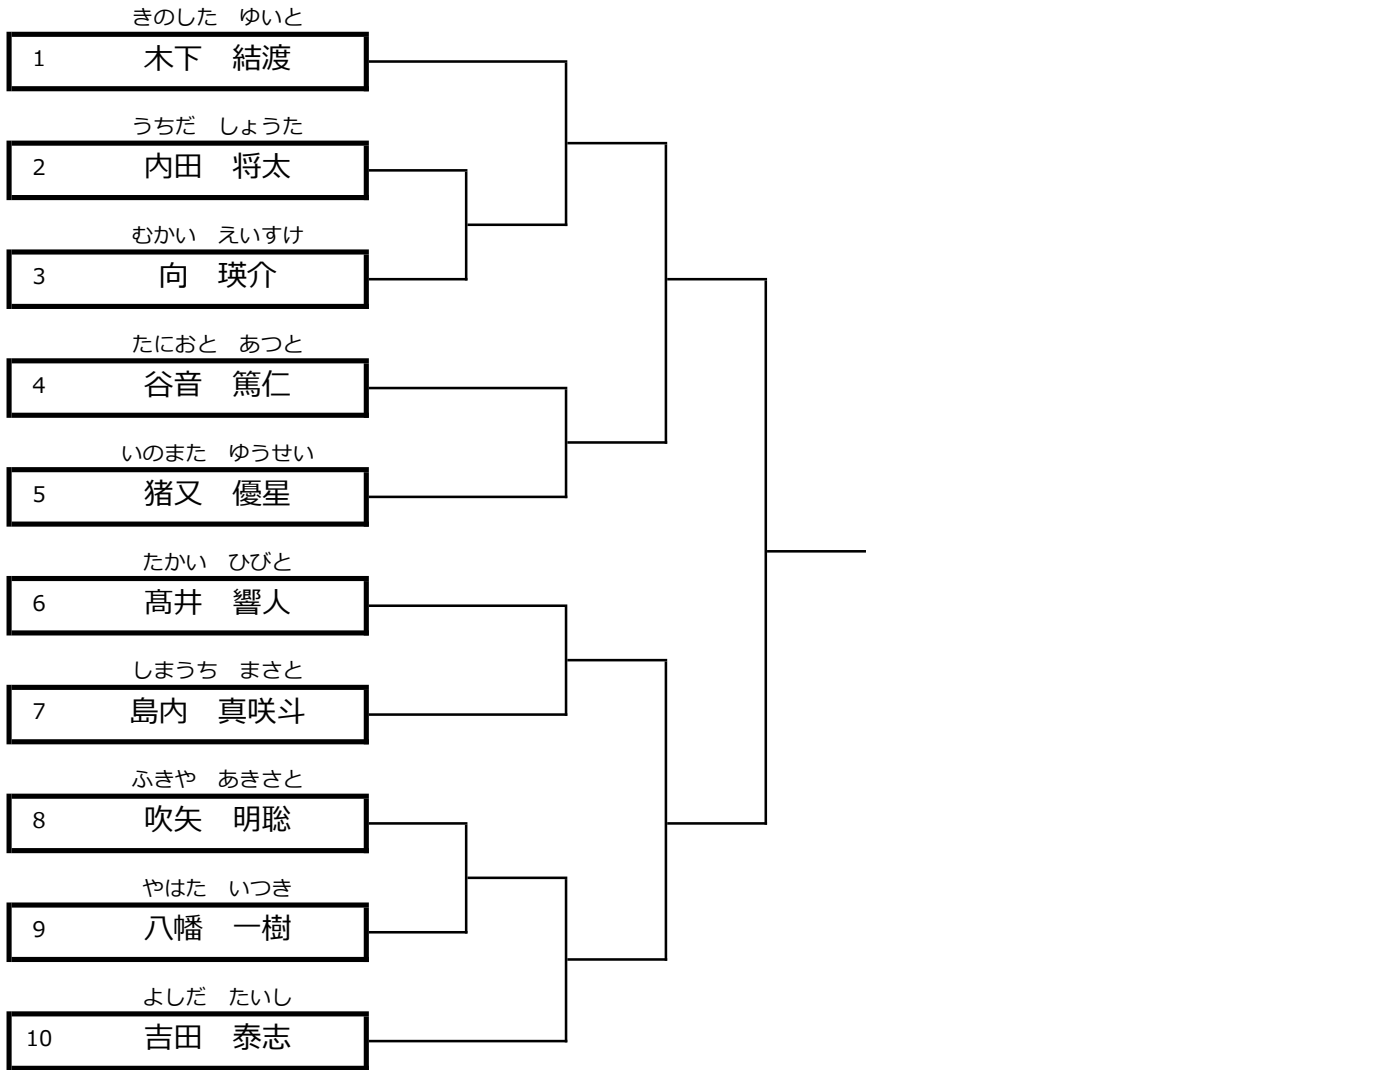 きのした　ゆいと
1　木下　結渡
うちだ　しょうた
2　内田　将太
むかい　えいすけ
3　向　瑛介
たにおと　あつと
4　谷音　篤仁
いのまた　ゆうせい
5　猪又　優星
たかい　ひびと
6　髙井　響人
しまうち　まさと
7　島内　真咲斗
ふきや　あきさと
8　吹矢　明聡
やはた　いつき
9　八幡　一樹
よしだ　たいし
10　吉田　泰志